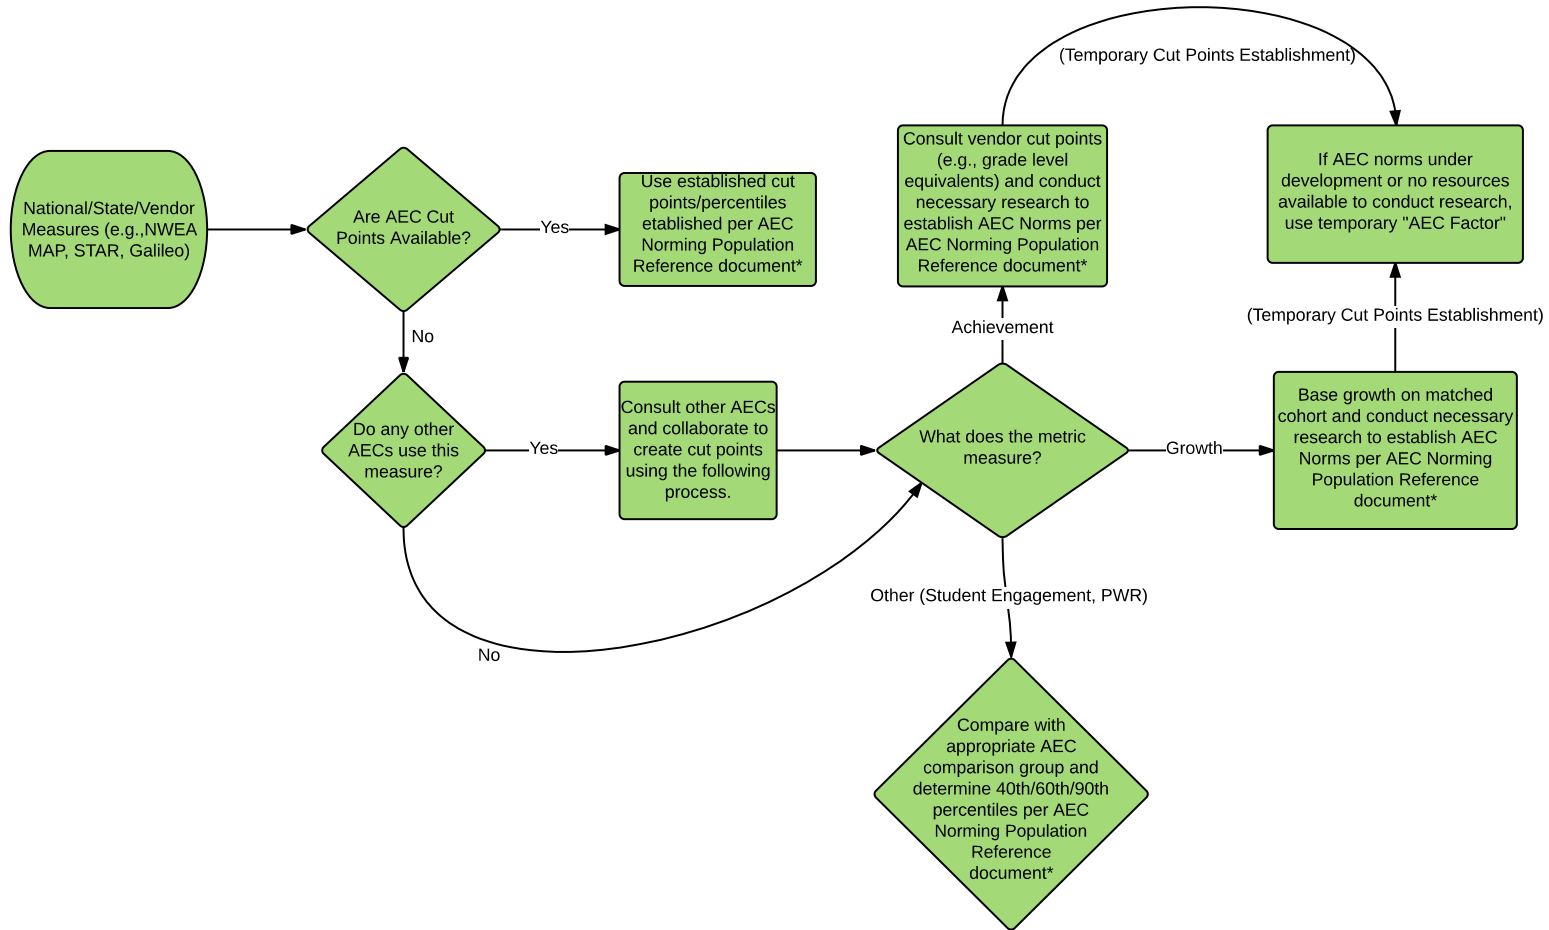 National/State/Vendor
Measures (e.g.,NWEA
MAP, STAR, Galileo)
Are AEC Cut
Points Available?
Yes
Use established cut
points/percentiles
etablished per AEC
Norming Population
Reference document*
No
Do any other
AECs use this
measure?
Yes
Consult other AECs
and collaborate to
create cut points
using the following
process.
No
What does the metric
measure?
Achievement
Consult vendor cut points
(e.g., grade level
equivalents) and conduct
necessary research to
establish AEC Norms per
AEC Norming Population
Reference document*
(Temporary Cut Points Establishment)
If AEC norms under
development or no resources
available to conduct research,
use temporary "AEC Factor"
(Temporary Cut Points Establishment)
Growth
Base growth on matched
cohort and conduct necessary
research to establish AEC
Norms per AEC Norming
Population Reference
document*
Other (Student Engagement, PWR)
Compare with
appropriate AEC
comparison group and
determine 40th/60th/90th
percentiles per AEC
Norming Population
Reference
document*